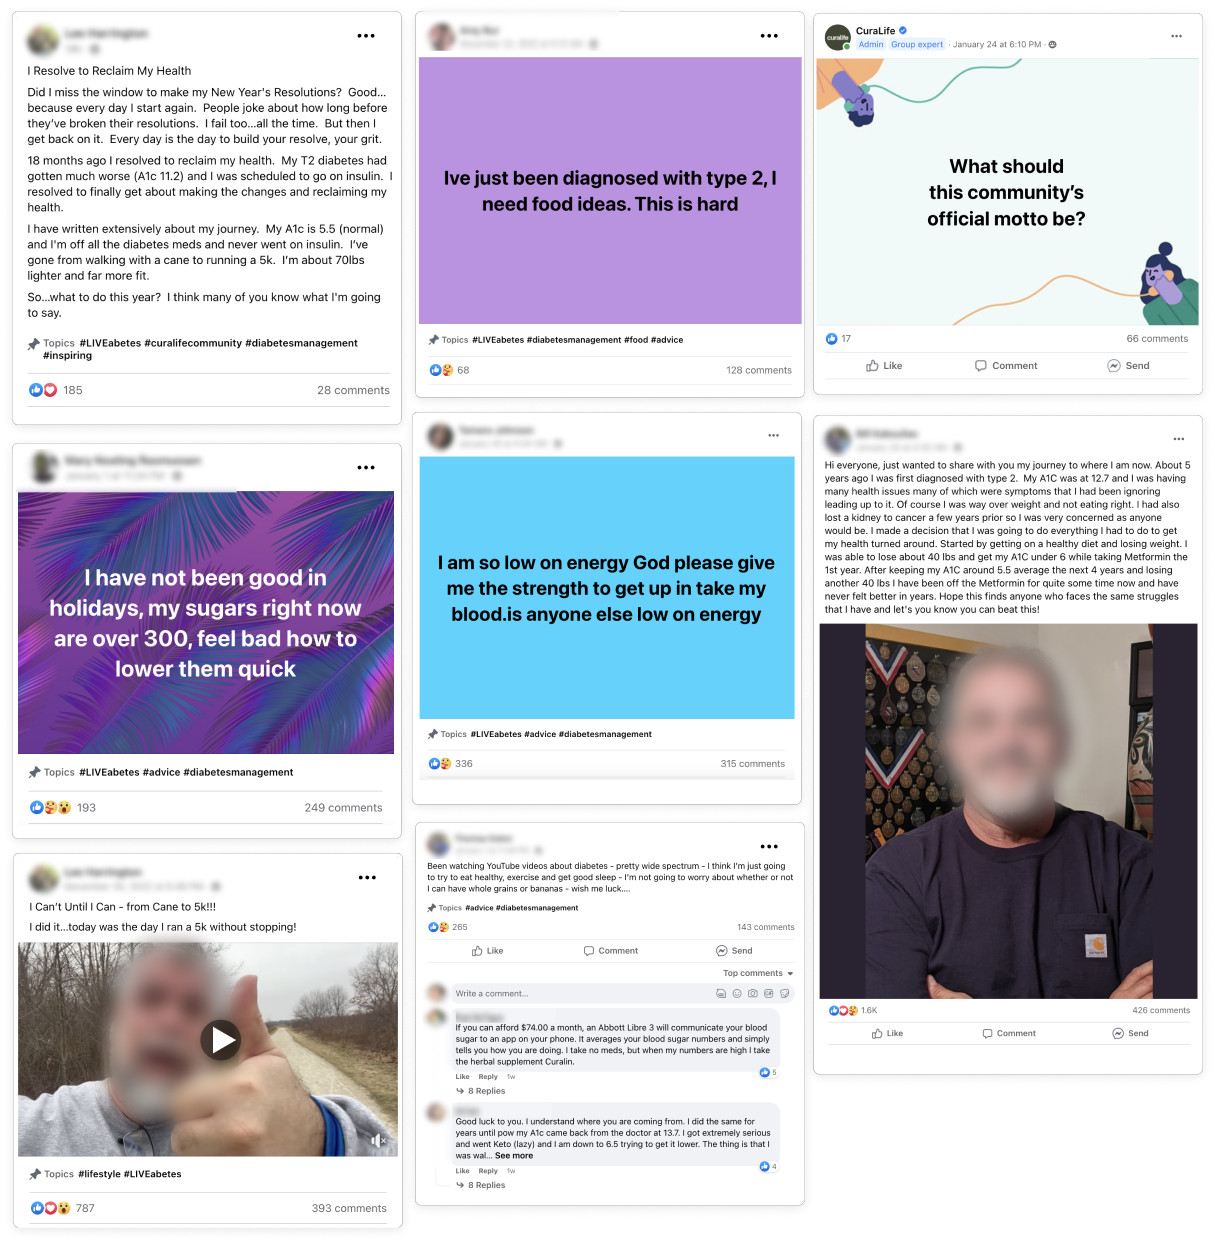 I Resolve to Reclaim My Health
Did I miss the window to make my New Year's Resolutions?  Good...
because every day I start again.  People joke about how long before
they've broken their resolutions.  I fail too...all the time.  But then I
get back on it.  Every day is the day to build your resolve, your grit.
18 months ago I resolved to reclaim my health.  My T2 diabetes had
gotten much worse (A1c 11.2) and I was scheduled to go on insulin.  I
resolved to finally get about making the changes and reclaiming my
health.
I have written extensively about my journey.  My A1c is 5.5 (normal)
and I'm off all the diabetes meds and never went on insulin.  I've
gone from walking with a cane to running a 5k.  I'm about 70lbs
lighter and far more fit.
So...what to do this year?  I think many of you know what I'm going
to say.
Topics #LIVEabetes #curalifecommunity #diabetesmanagement
#inspiring
185
28 comments
I have not been good in
holidays, my sugars right now
are over 300, feel bad how to
lower them quick
Topics #LIVEabetes #advice #diabetesmanagement
193
249 comments
I Can't Until I Can - from Cane to 5k!!!
I did it...today was the day I ran a 5k without stopping!
Topics #lifestyle #LIVEabetes
787
393 comments
Ive just been diagnosed with type 2, I
need food ideas. This is hard
Topics #LIVEabetes #diabetesmanagement #food #advice
68
128 comments
I am so low on energy God please give
me the strength to get up in take my
blood.is anyone else low on energy
Topics #LIVEabetes #advice #diabetesmanagement
336
315 comments
Been watching YouTube videos about diabetes - pretty wide spectrum - I think I'm just going
to try to eat healthy, exercise and get good sleep - I'm not going to worry about whether or not
I can have whole grains or bananas - wish me luck....
Topics #advice #diabetesmanagement
265
143 comments
Like
Comment
Send
Top comments
Write a comment...
GIF
If you can afford $74.00 a month, an Abbott Libre 3 will communicate your blood
sugar to an app on your phone. It averages your blood sugar numbers and simply
tells you how you are doing. I take no meds, but when my numbers are high I take
the herbal supplement Curalin.
5
Like Reply 1w
8 Replies
Good luck to you. I understand where you are coming from. I did the same for
years until pow my A1c came back from the doctor at 13.7. I got extremely serious
and went Keto (lazy) and I am down to 6.5 trying to get it lower. The thing is that I
was wal... See more
4
Like Reply 1w
8 Replies
curalife
CuraLife
Admin Group expert · January 24 at 6:10 PM ·
What should
this community's
official motto be?
17
66 comments
Like
Comment
Send
Hi everyone, just wanted to share with you my journey to where I am now. About 5
years ago I was first diagnosed with type 2.  My A1C was at 12.7 and I was having
many health issues many of which were symptoms that I had been ignoring
leading up to it. Of course I was way over weight and not eating right. I had also
lost a kidney to cancer a few years prior so I was very concerned as anyone
would be. I made a decision that I was going to do everything I had to do to get
my health turned around. Started by getting on a healthy diet and losing weight. I
was able to lose about 40 lbs and get my A1C under 6 while taking Metformin the
1st year. After keeping my A1C around 5.5 average the next 4 years and losing
another 40 lbs I have been off the Metformin for quite some time now and have
never felt better in years. Hope this finds anyone who faces the same struggles
that I have and let's you know you can beat this!
carhartt
1.6K
426 comments
Like
Comment
Send